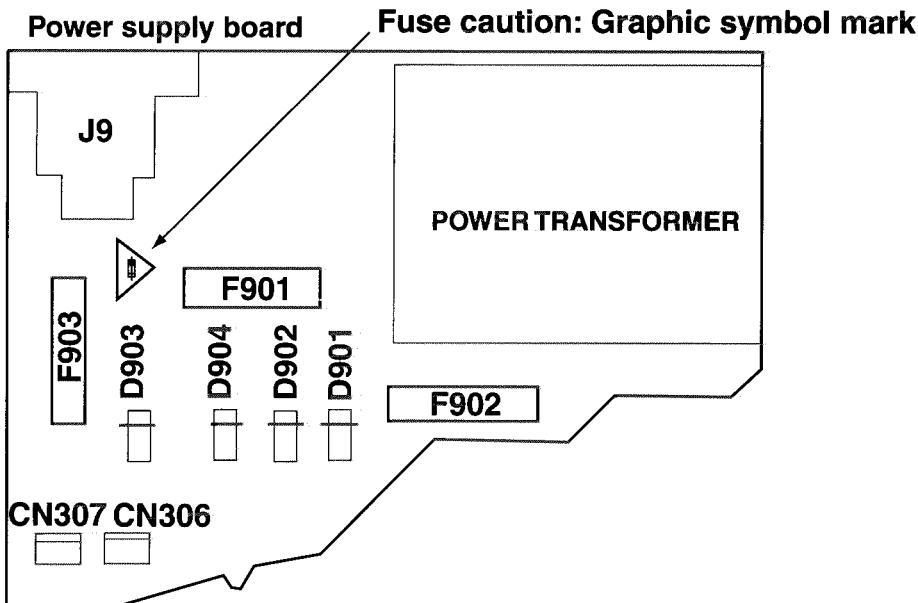 Power supply board
Fuse caution: Graphic symbol mark
J9
POWER TRANSFORMER
F901
F903
D903
D904
D902
D901
F902
CN307 CN306